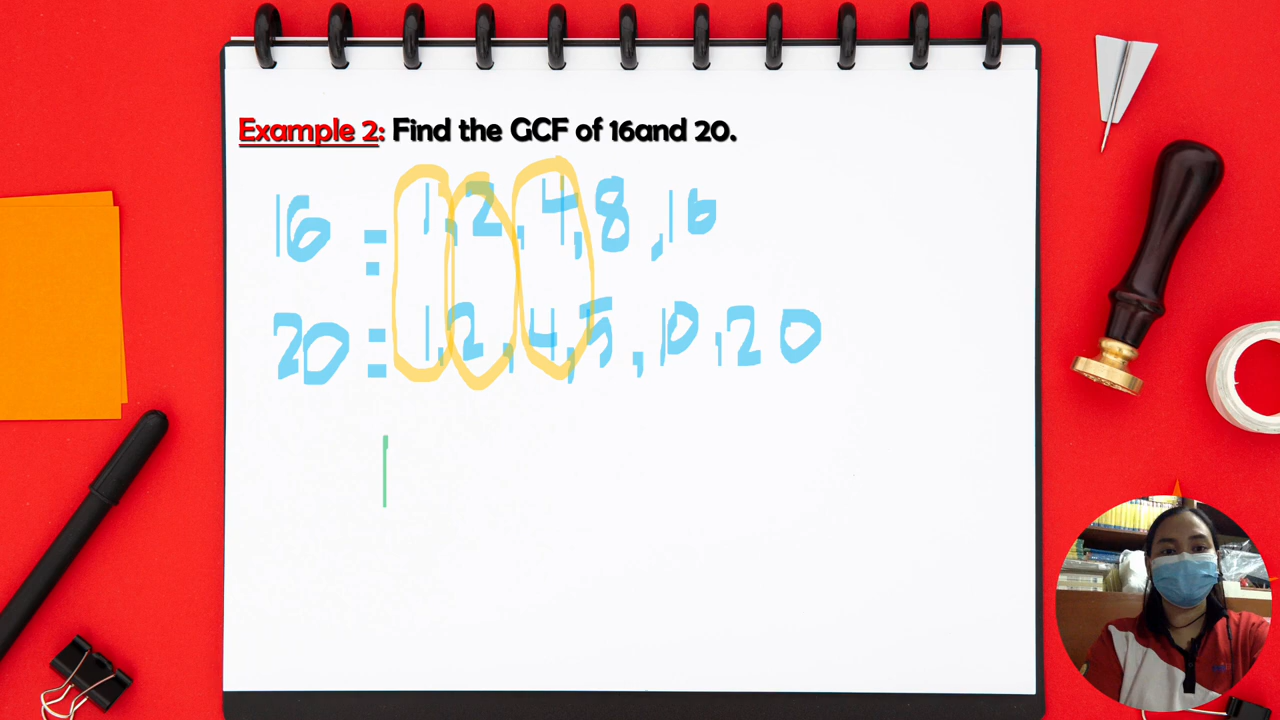 Example 2: Find the GCF of 16and 20.
16 = 1, 2, 4, 8, 16
20 = 1, 2, 4, 5, 10, 20
1